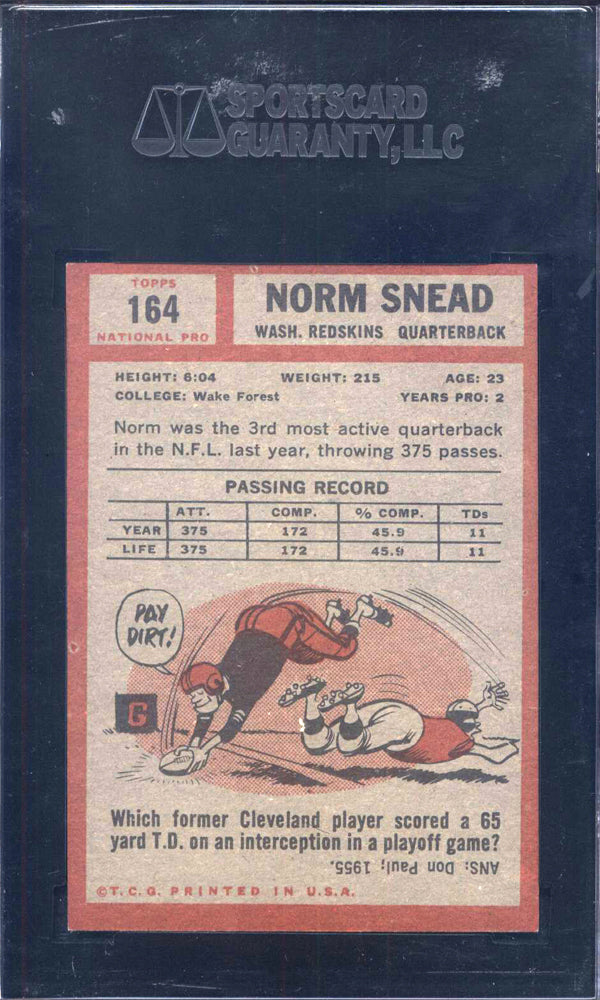 SPORTSCARD
GUARANTY, LLC
TOPPS
164
NATIONAL PRO
NORM SNEAD
WASH. REDSKINS QUARTERBACK
HEIGHT: 6:04 WEIGHT: 215 AGE: 23
COLLEGE: Wake Forest YEARS PRO: 2
Norm was the 3rd most active quarterback
in the N.F.L. last year, throwing 375 passes.
PASSING RECORD
ATT. COMP. % COMP. TDs
YEAR 375 172 45.9 11
LIFE 375 172 45.9 11
PAY
DIRT!
G
Which former Cleveland player scored a 65
yard T.D. on an interception in a playoff game?
ANS: Don Paul; 1955.
©T.C.G. PRINTED IN U.S.A.